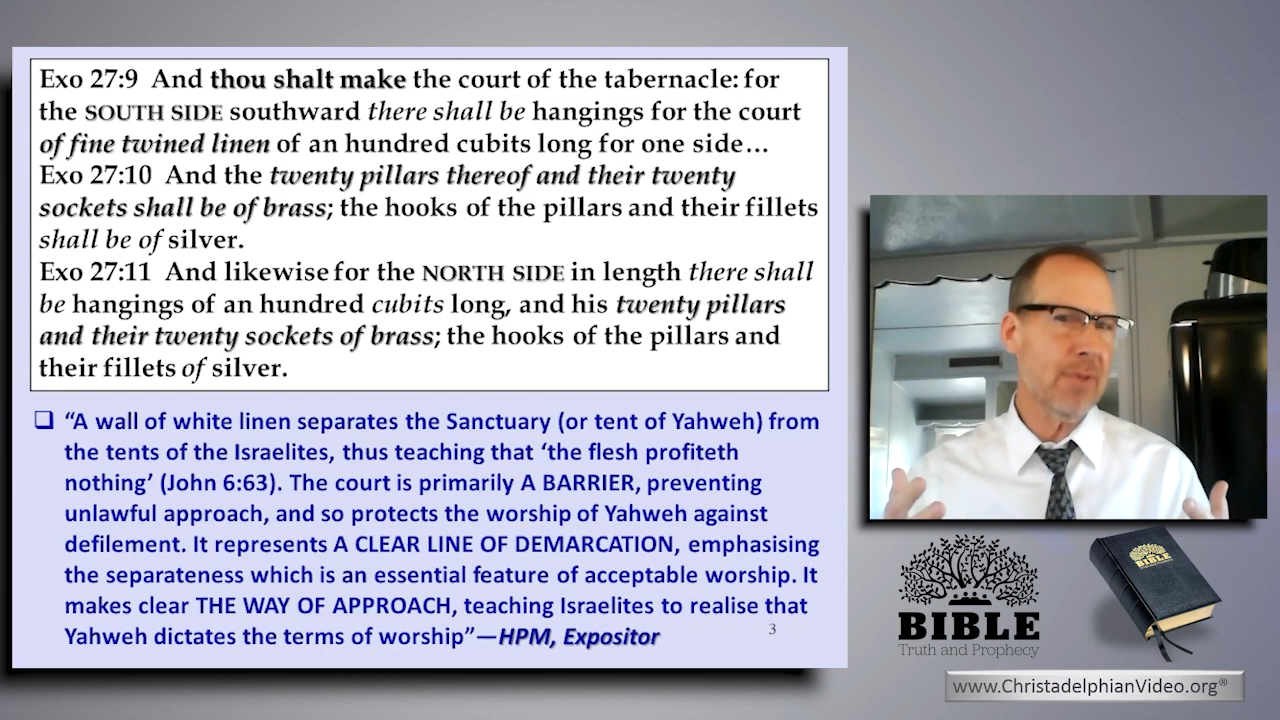 Exo 27:9 And thou shalt make the court of the tabernacle: for
the SOUTH SIDE southward there shall be hangings for the court
of fine twined linen of an hundred cubits long for one side…
Exo 27:10 And the twenty pillars thereof and their twenty
sockets shall be of brass; the hooks of the pillars and their fillets
shall be of silver.
Exo 27:11 And likewise for the NORTH SIDE in length there shall
be hangings of an hundred cubits long, and his twenty pillars
and their twenty sockets of brass; the hooks of the pillars and
their fillets of silver.
❑ “A wall of white linen separates the Sanctuary (or tent of Yahweh) from
the tents of the Israelites, thus teaching that ‘the flesh profiteth
nothing’ (John 6:63). The court is primarily A BARRIER, preventing
unlawful approach, and so protects the worship of Yahweh against
defilement. It represents A CLEAR LINE OF DEMARCATION, emphasising
the separateness which is an essential feature of acceptable worship. It
makes clear THE WAY OF APPROACH, teaching Israelites to realise that
Yahweh dictates the terms of worship”—HPM, Expositor
3
BIBLE
Truth and Prophecy
www.ChristadelphianVideo.org®